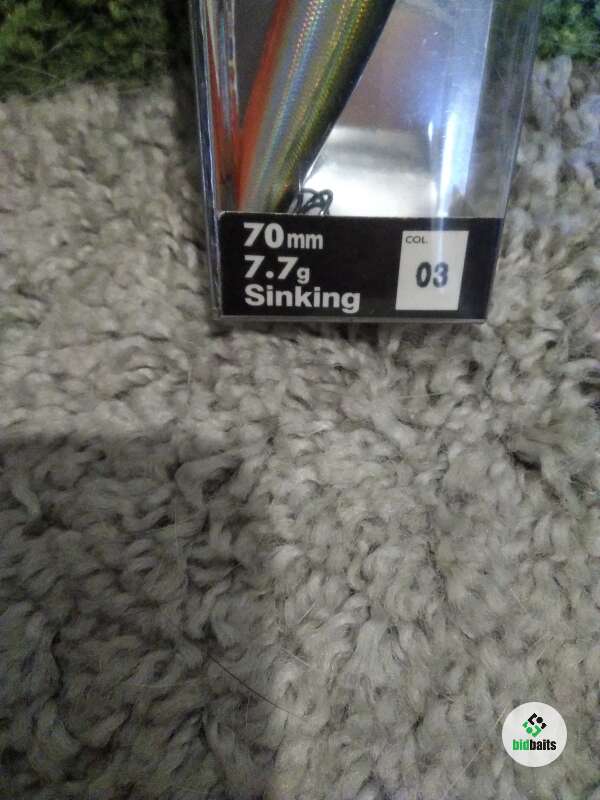 70mm
7.7g
Sinking
COL.
03
bidbaits